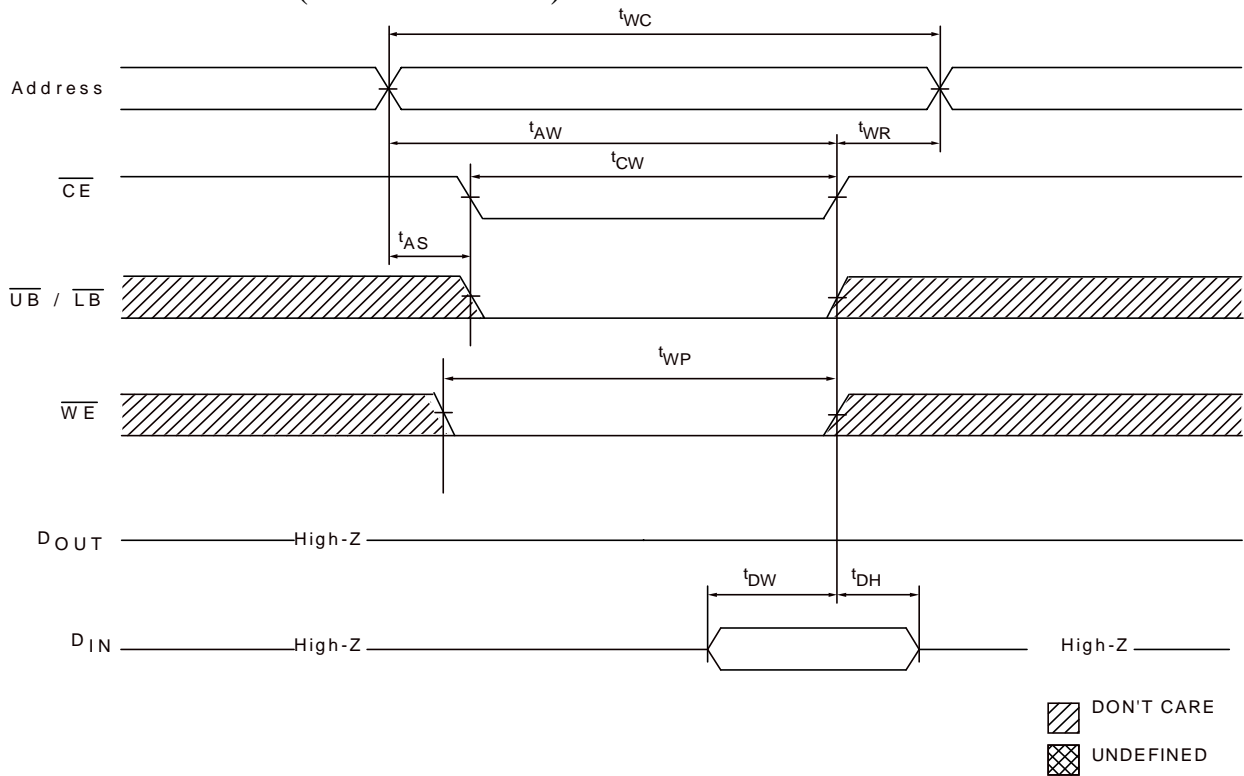 tWC
Address
tAW
tWR
tCW
CE
tAS
UB / LB
tWP
WE
DOUT High-Z
tDW
tDH
DIN High-Z High-Z
DON'T CARE
UNDEFINED